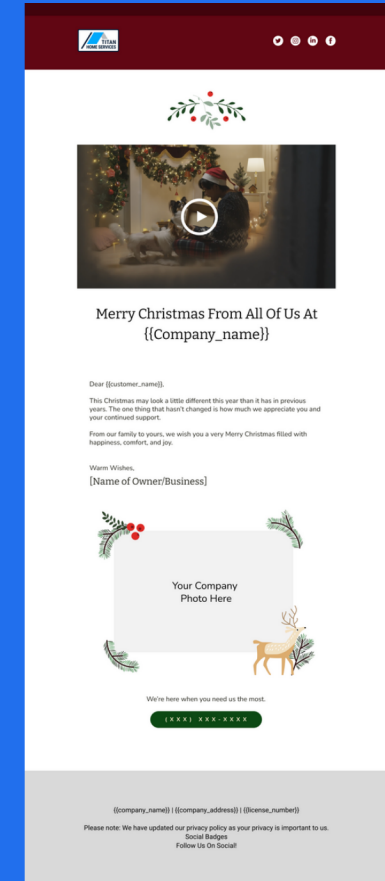 TITAN
HOME SERVICES
Merry Christmas From All Of Us At
{{Company_name}}
Dear {{customer_name}},
This Christmas may look a little different this year than it has in previous
years. The one thing that hasn't changed is how much we appreciate you and
your continued support.
From our family to yours, we wish you a very Merry Christmas filled with
happiness, comfort, and joy.
Warm Wishes,
[Name of Owner/Business]
Your Company
Photo Here
We're here when you need us the most.
(XXX) XXX-XXXX
{{company_name}} | {{company_address}} | {{license_number}}
Please note: We have updated our privacy policy as your privacy is important to us.
Social Badges
Follow Us On Social!